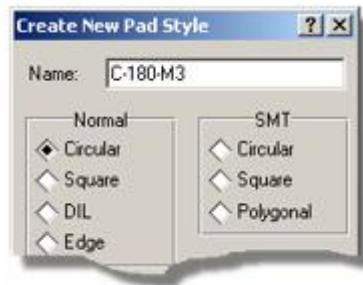 Create New Pad Style
Name: C-180-M3
Normal
Circular
Square
DIL
Edge
SMT
Circular
Square
Polygonal